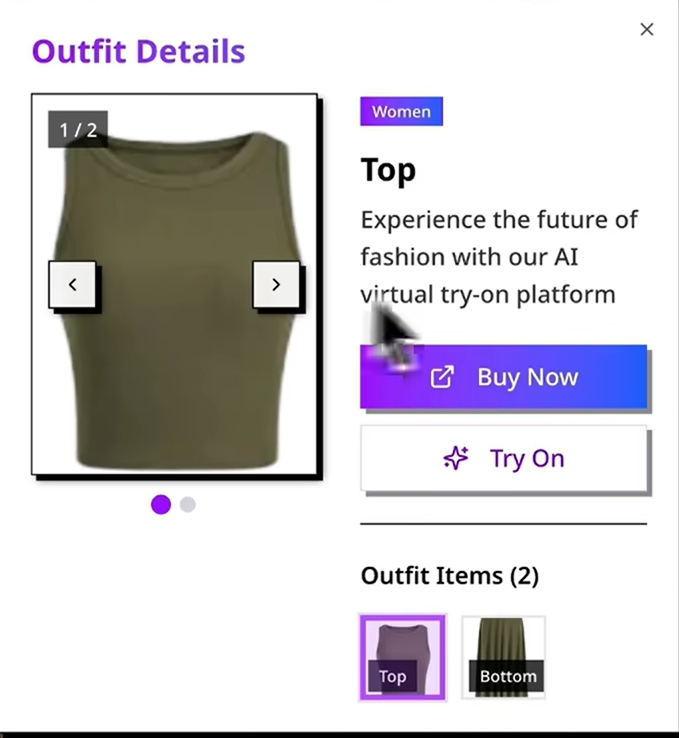 Outfit Details
1 / 2
Women
Top
Experience the future of
fashion with our AI
virtual try-on platform
Buy Now
Try On
Outfit Items (2)
Top
Bottom